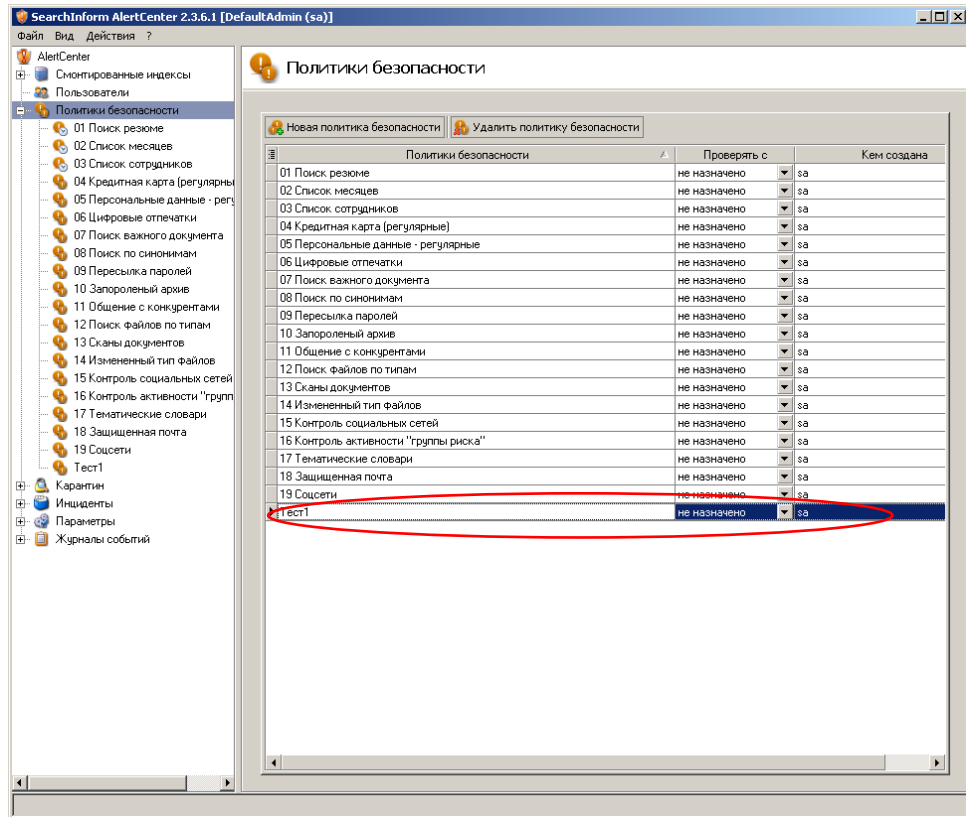 SearchInform AlertCenter 2.3.6.1 [DefaultAdmin (sa)]
Файл Вид Действия ?
AlertCenter
Смонтированные индексы
Пользователи
Политики безопасности
01 Поиск резюме
02 Список месяцев
03 Список сотрудников
04 Кредитная карта (регулярны
05 Персональные данные - регу
06 Цифровые отпечатки
07 Поиск важного документа
08 Поиск по синонимам
09 Пересылка паролей
10 Запороленый архив
11 Общение с конкурентами
12 Поиск файлов по типам
13 Сканы документов
14 Измененный тип файлов
15 Контроль социальных сетей
16 Контроль активности "групп
17 Тематические словари
18 Защищенная почта
19 Соцсети
Тест1
Карантин
Инциденты
Параметры
Журналы событий
Политики безопасности
Новая политика безопасности Удалить политику безопасности
Политики безопасности Проверять с Кем создана
01 Поиск резюме не назначено sa
02 Список месяцев не назначено sa
03 Список сотрудников не назначено sa
04 Кредитная карта (регулярные) не назначено sa
05 Персональные данные - регулярные не назначено sa
06 Цифровые отпечатки не назначено sa
07 Поиск важного документа не назначено sa
08 Поиск по синонимам не назначено sa
09 Пересылка паролей не назначено sa
10 Запороленый архив не назначено sa
11 Общение с конкурентами не назначено sa
12 Поиск файлов по типам не назначено sa
13 Сканы документов не назначено sa
14 Измененный тип файлов не назначено sa
15 Контроль социальных сетей не назначено sa
16 Контроль активности "группы риска" не назначено sa
17 Тематические словари не назначено sa
18 Защищенная почта не назначено sa
19 Соцсети не назначено sa
Тест1 не назначено sa